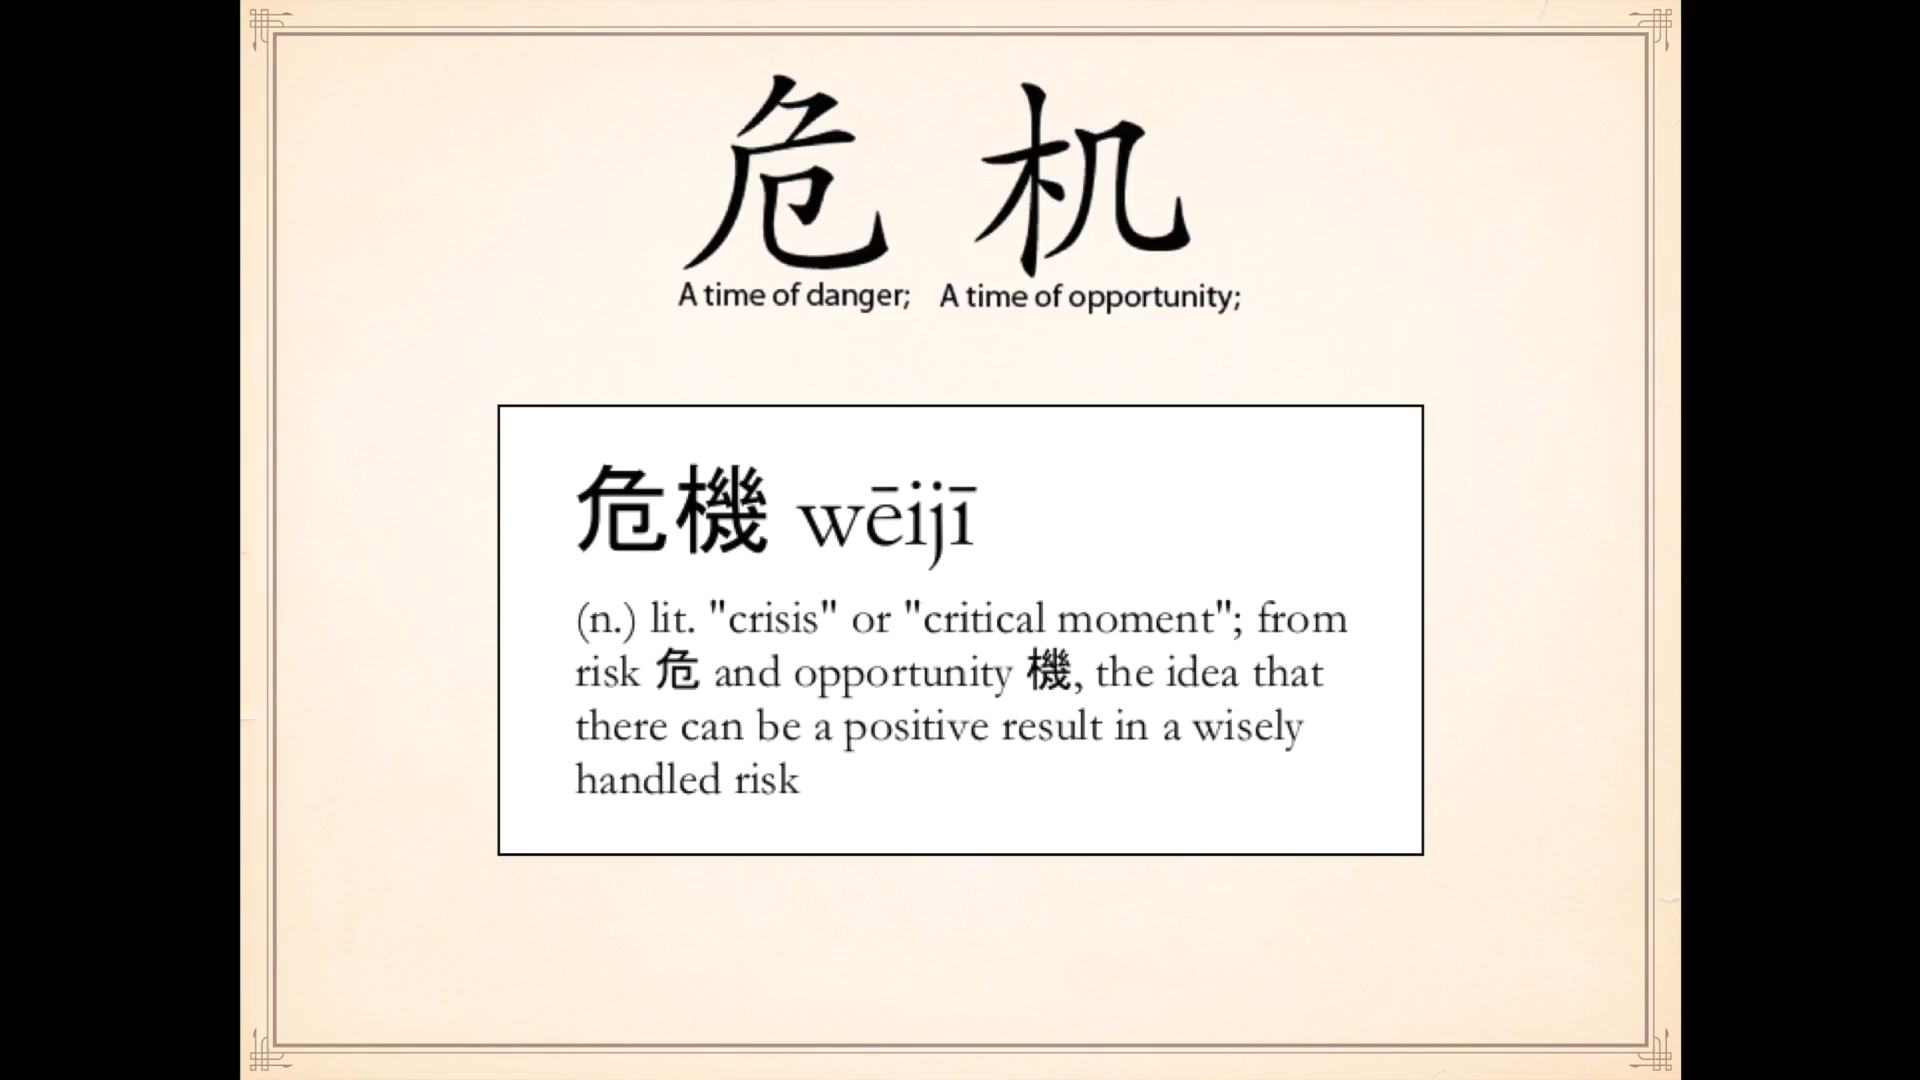 危 机
A time of danger; A time of opportunity;
危機 wēijī
(n.) lit. "crisis" or "critical moment"; from
risk 危 and opportunity 機, the idea that
there can be a positive result in a wisely
handled risk